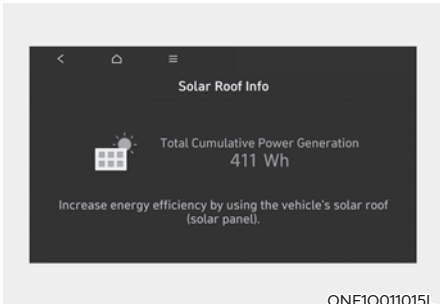 Solar Roof Info
Total Cumulative Power Generation
411 Wh
Increase energy efficiency by using the vehicle's solar roof
(solar panel).
ONE1Q011015L